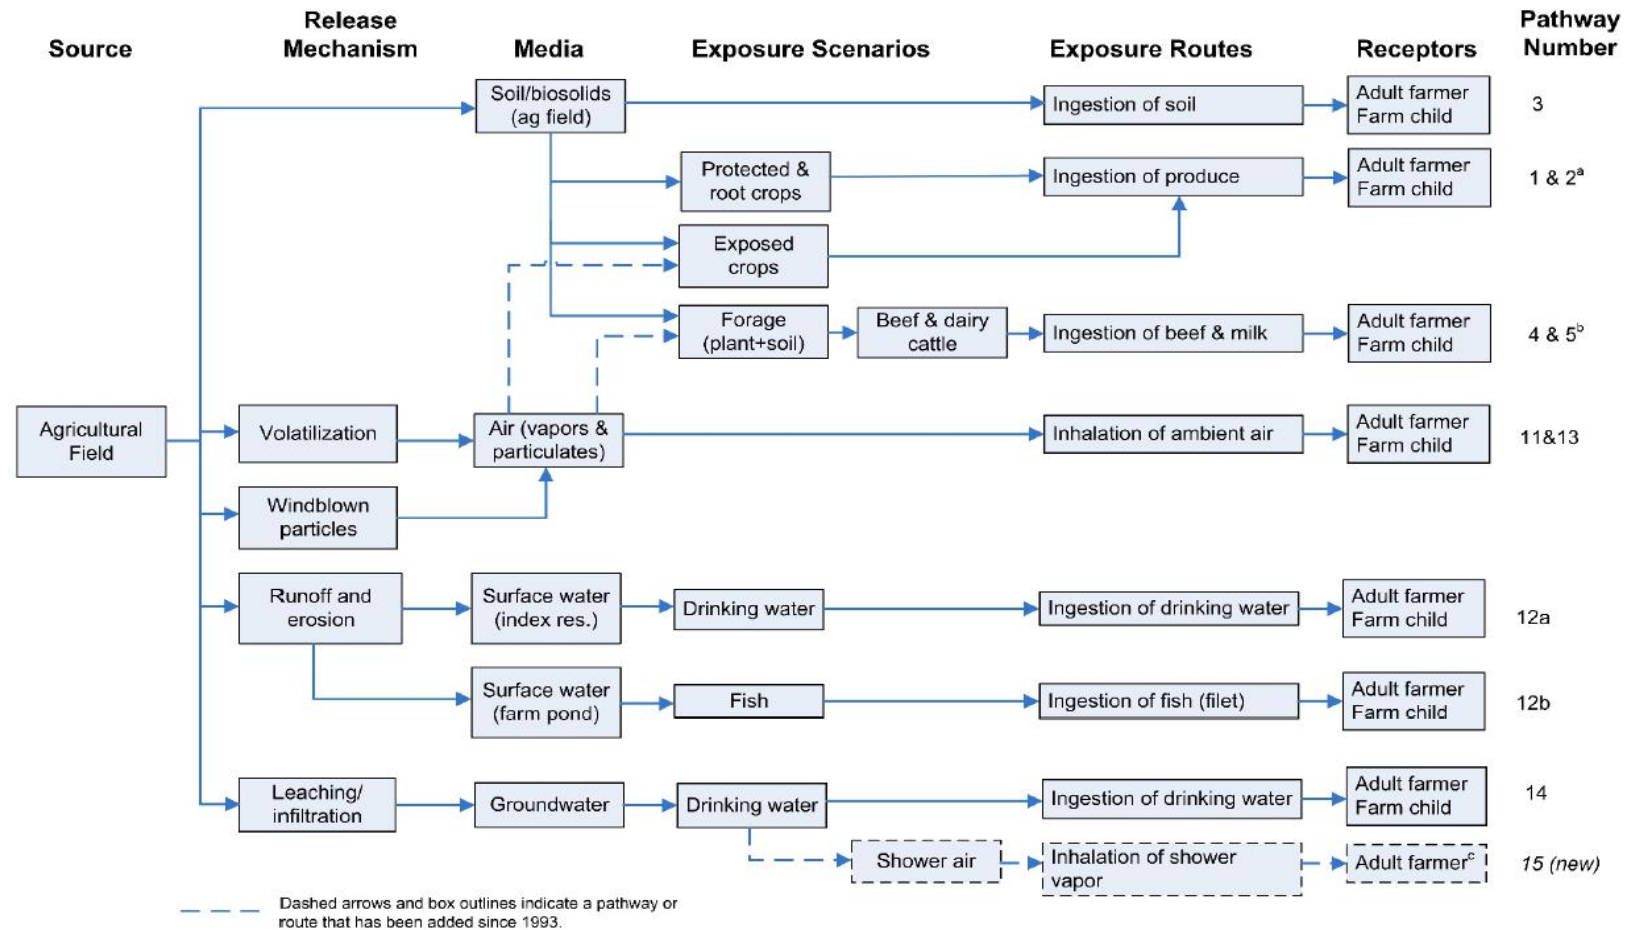 Source
Release
Mechanism
Media
Exposure Scenarios
Exposure Routes
Receptors
Pathway
Number
Soil/biosolids
(ag field)
Ingestion of soil
Adult farmer
Farm child
3
Protected &
root crops
Ingestion of produce
Adult farmer
Farm child
1 & 2ᵃ
Exposed
crops
Forage
(plant+soil)
Beef & dairy
cattle
Ingestion of beef & milk
Adult farmer
Farm child
4 & 5ᵇ
Agricultural
Field
Volatilization
Air (vapors &
particulates)
Inhalation of ambient air
Adult farmer
Farm child
11&13
Windblown
particles
Runoff and
erosion
Surface water
(index res.)
Drinking water
Ingestion of drinking water
Adult farmer
Farm child
12a
Surface water
(farm pond)
Fish
Ingestion of fish (filet)
Adult farmer
Farm child
12b
Leaching/
infiltration
Groundwater
Drinking water
Ingestion of drinking water
Adult farmer
Farm child
14
Shower air
Inhalation of shower
vapor
Adult farmerᶜ
15 (new)
Dashed arrows and box outlines indicate a pathway or
route that has been added since 1993.